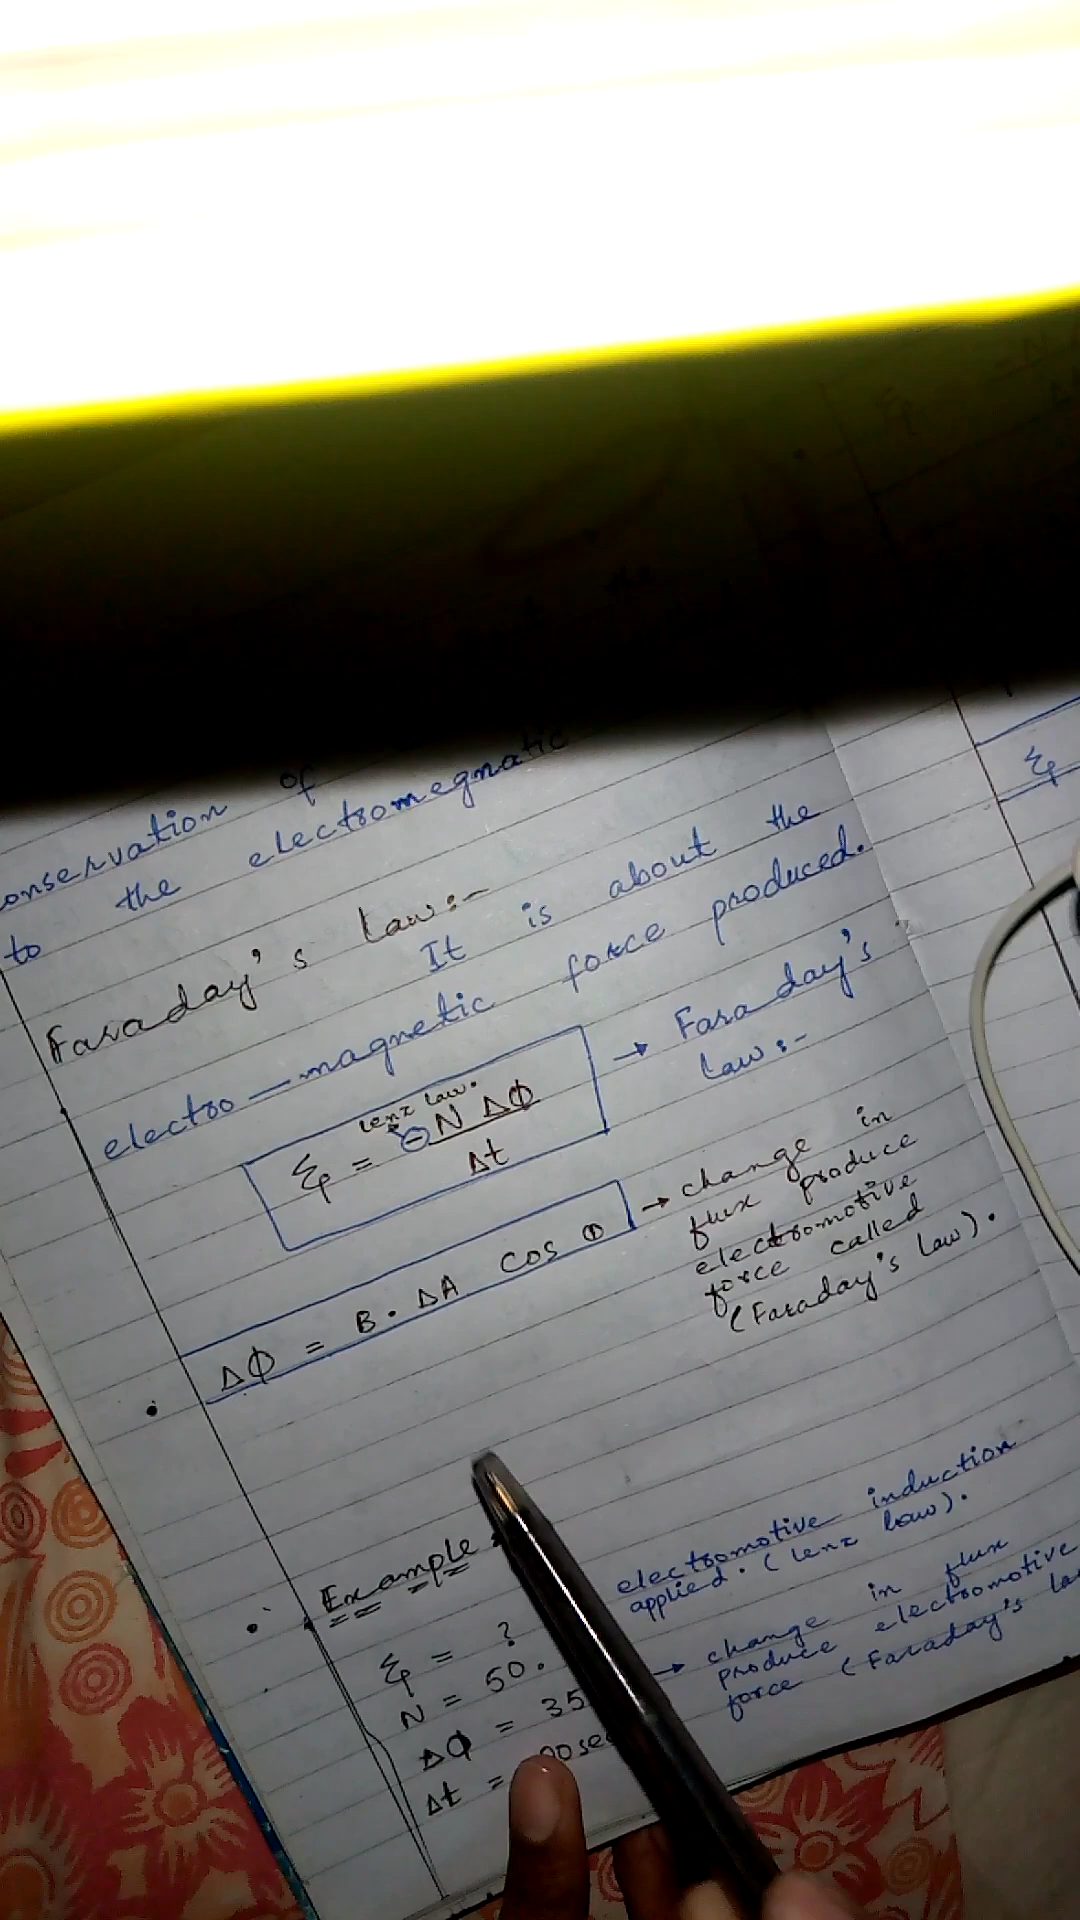 onservation of
to the electromegnatic
Faraday's Law:-
It is about the
electro-magnetic force produced.
lenz law.
ξ = ⊖ N ΔΦ
Δt
→ Faraday's
Law:-
ΔΦ = B. ΔA Cos Φ
→ change in
flux produce
electromotive
force called
(Faraday's Law).
Example
ξ = ?
N = 50.
ΔΦ = 35
Δt =
electromotive induction
applied. (lenz law).
→ change in flux
produce electromotive
force (Faraday's La
ξ